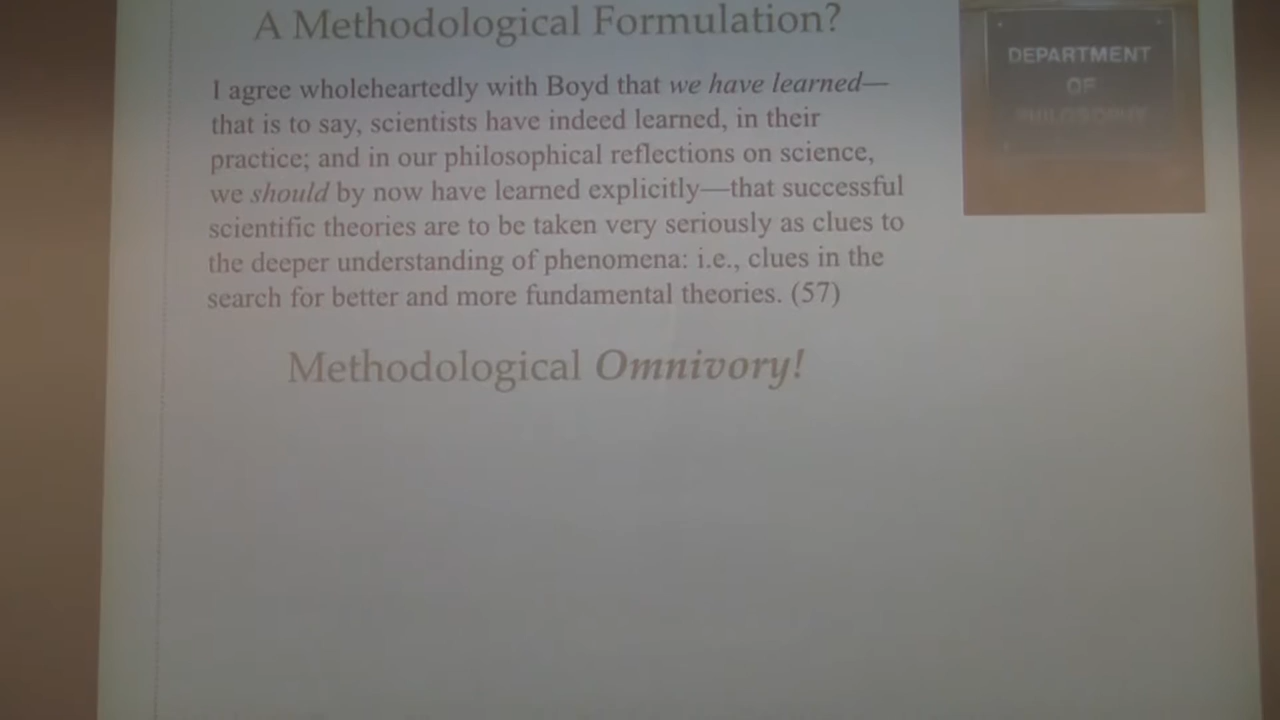 A Methodological Formulation?
I agree wholeheartedly with Boyd that we have learned—
that is to say, scientists have indeed learned, in their
practice; and in our philosophical reflections on science,
we should by now have learned explicitly—that successful
scientific theories are to be taken very seriously as clues to
the deeper understanding of phenomena: i.e., clues in the
search for better and more fundamental theories. (57)
Methodological Omnivory!
DEPARTMENT
OF
PHILOSOPHY